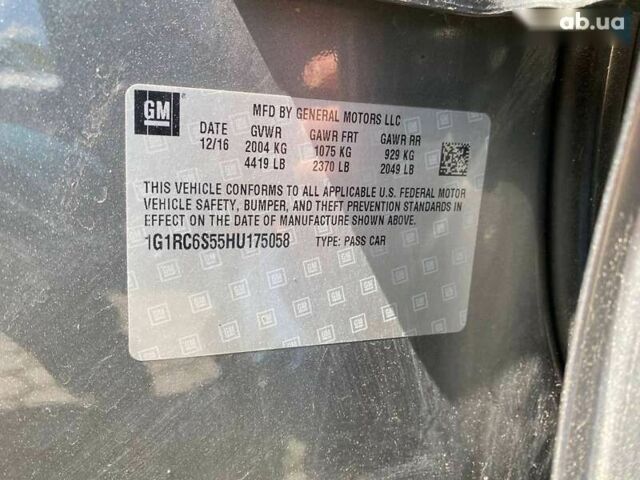 ab.ua
GM
MFD BY GENERAL MOTORS LLC
DATE GVWR GAWR FRT GAWR RR
12/16 2004 KG 1075 KG 929 KG
4419 LB 2370 LB 2049 LB
THIS VEHICLE CONFORMS TO ALL APPLICABLE U.S. FEDERAL MOTOR
VEHICLE SAFETY, BUMPER, AND THEFT PREVENTION STANDARDS IN
EFFECT ON THE DATE OF MANUFACTURE SHOWN ABOVE.
1G1RC6S55HU175058 TYPE: PASS CAR